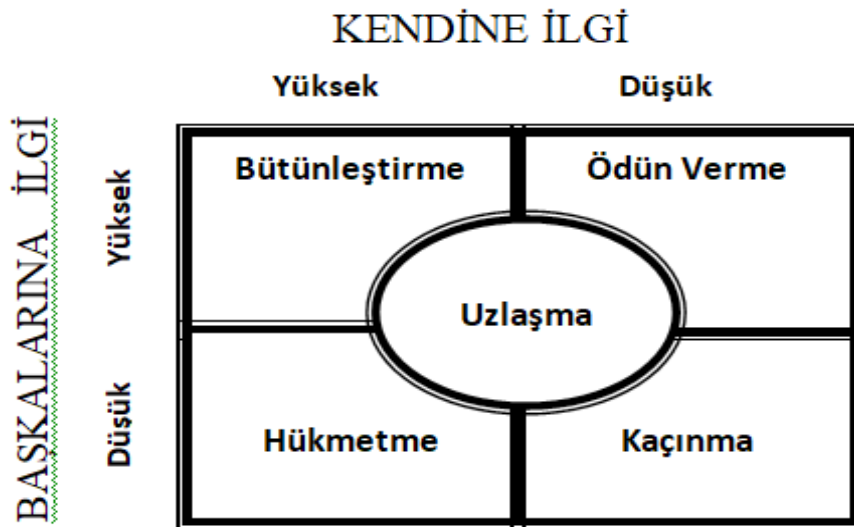 KENDİNE İLGİ
Yüksek Düşük
BAŞKALARINA İLGİ
Yüksek
Düşük
Bütünleştirme Ödün Verme
Uzlaşma
Hükmetme Kaçınma